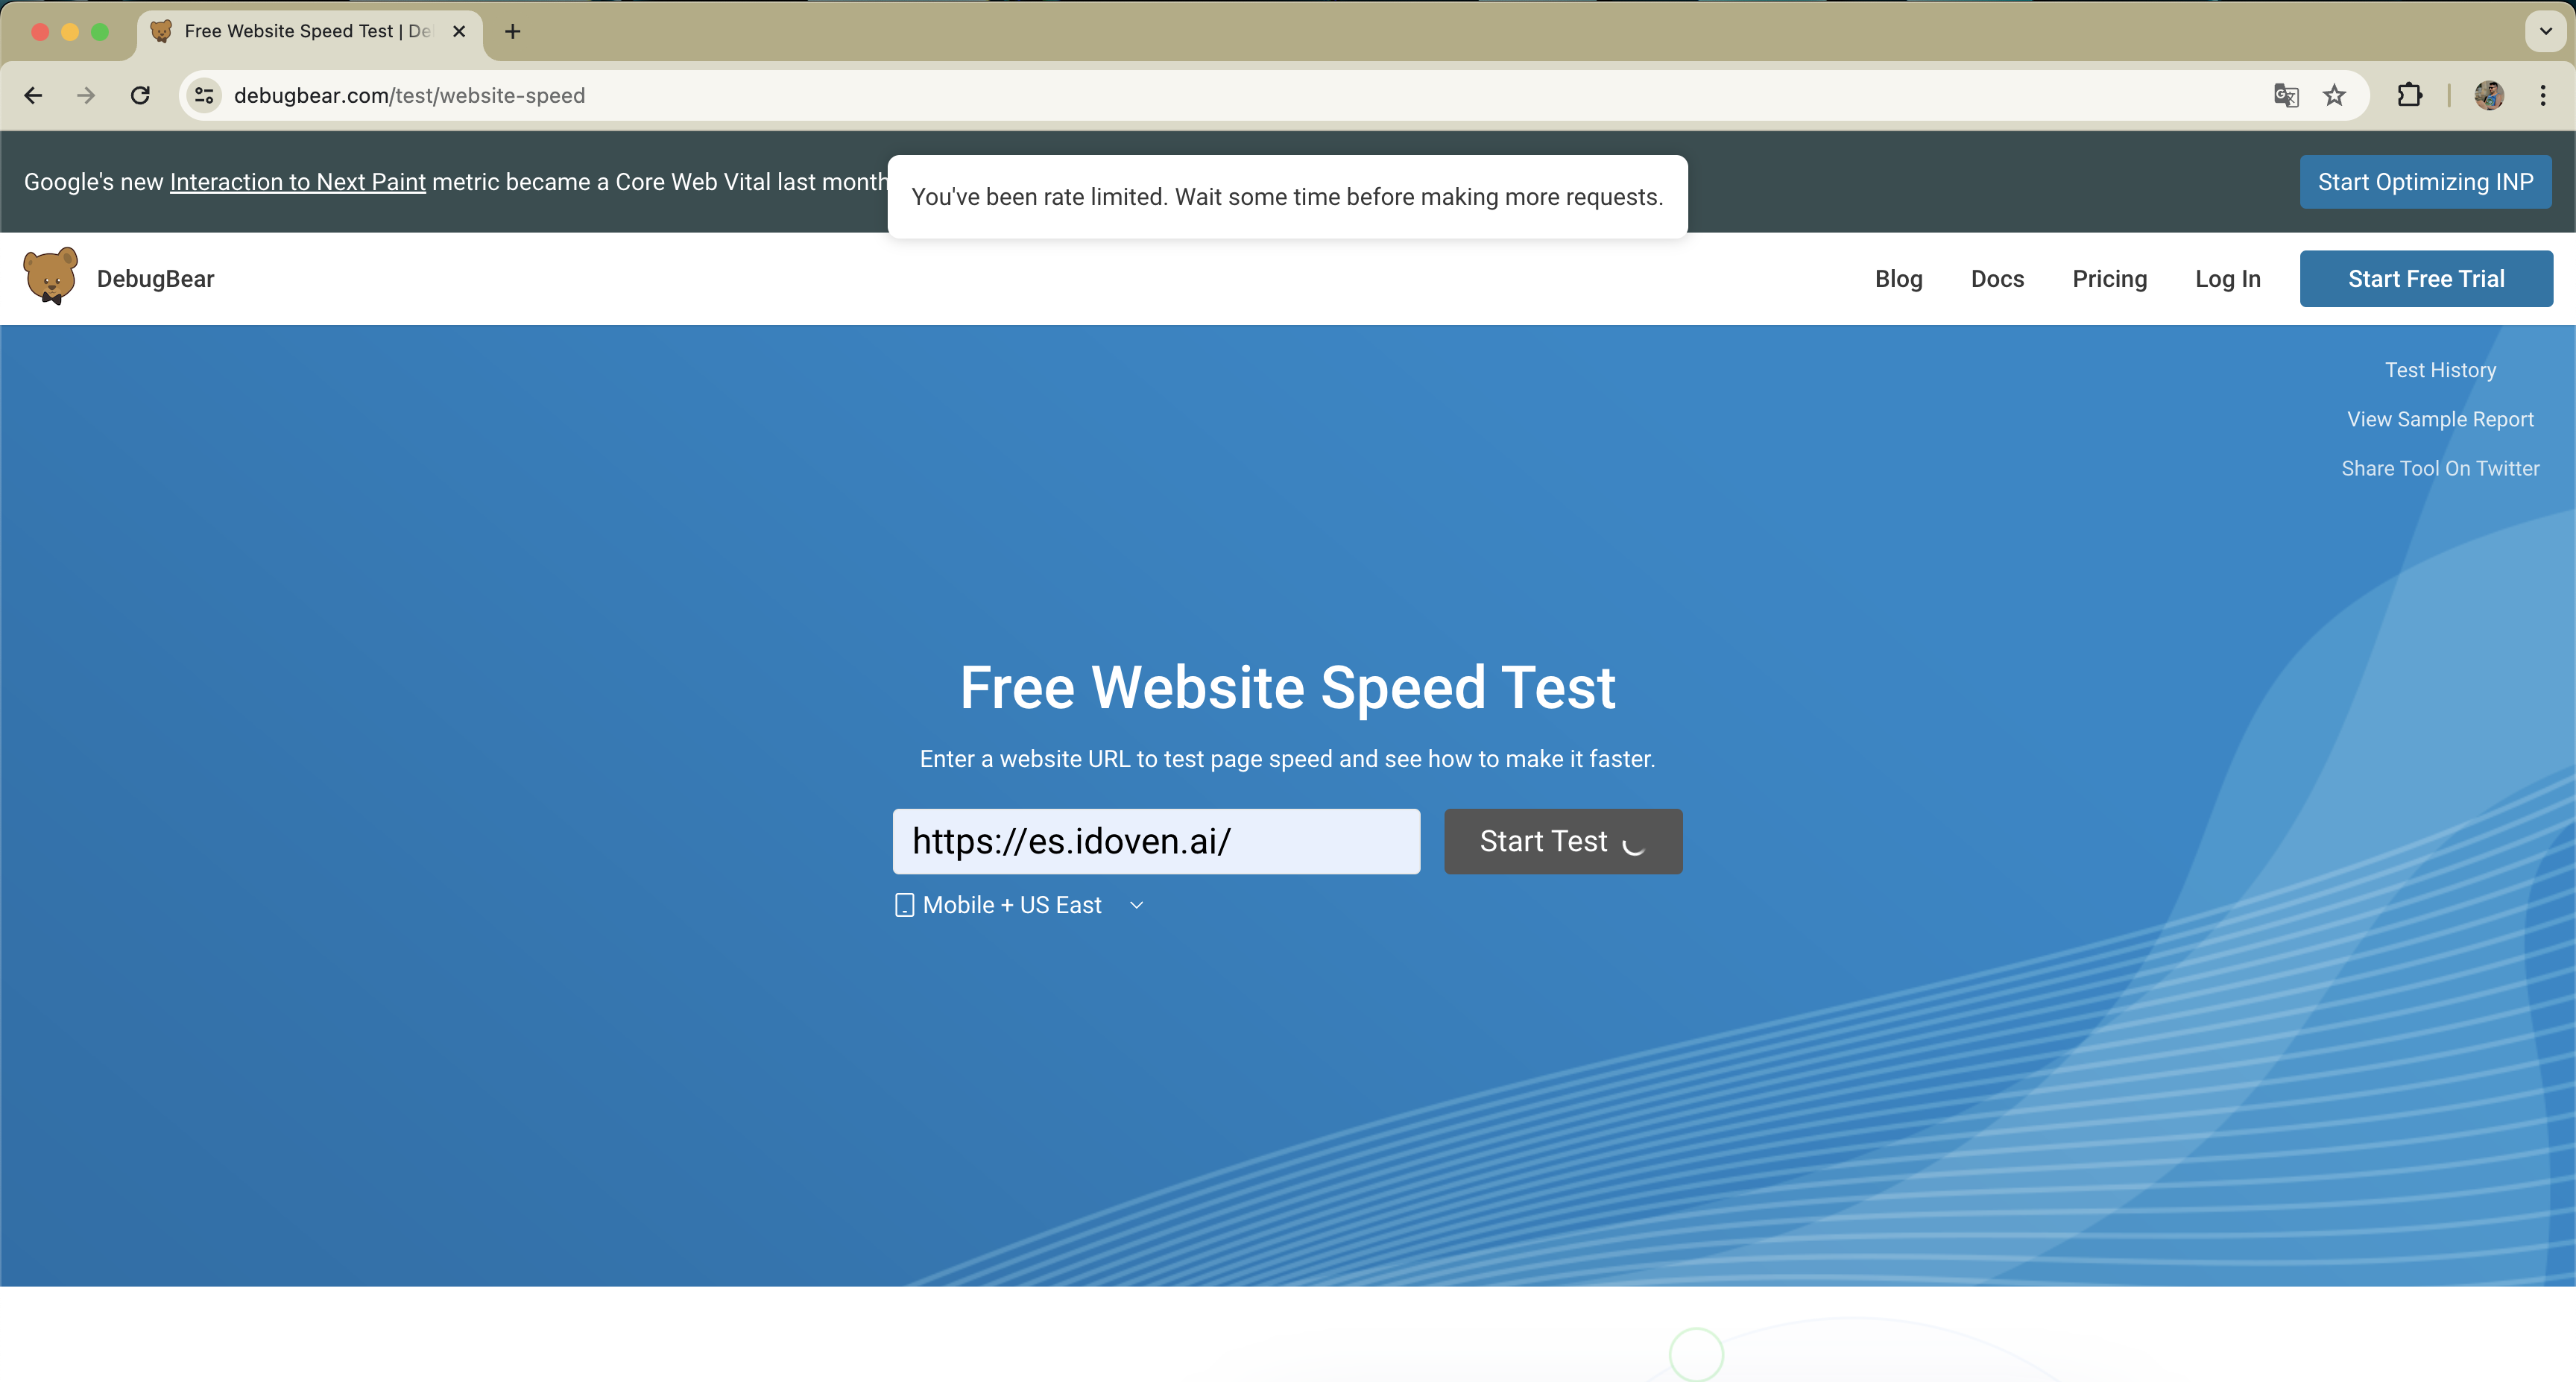 Free Website Speed Test | De
debugbear.com/test/website-speed
Google's new Interaction to Next Paint metric became a Core Web Vital last month
You've been rate limited. Wait some time before making more requests.
Start Optimizing INP
DebugBear
Blog
Docs
Pricing
Log In
Start Free Trial
Test History
View Sample Report
Share Tool On Twitter
Free Website Speed Test
Enter a website URL to test page speed and see how to make it faster.
https://es.idoven.ai/
Start Test
Mobile + US East